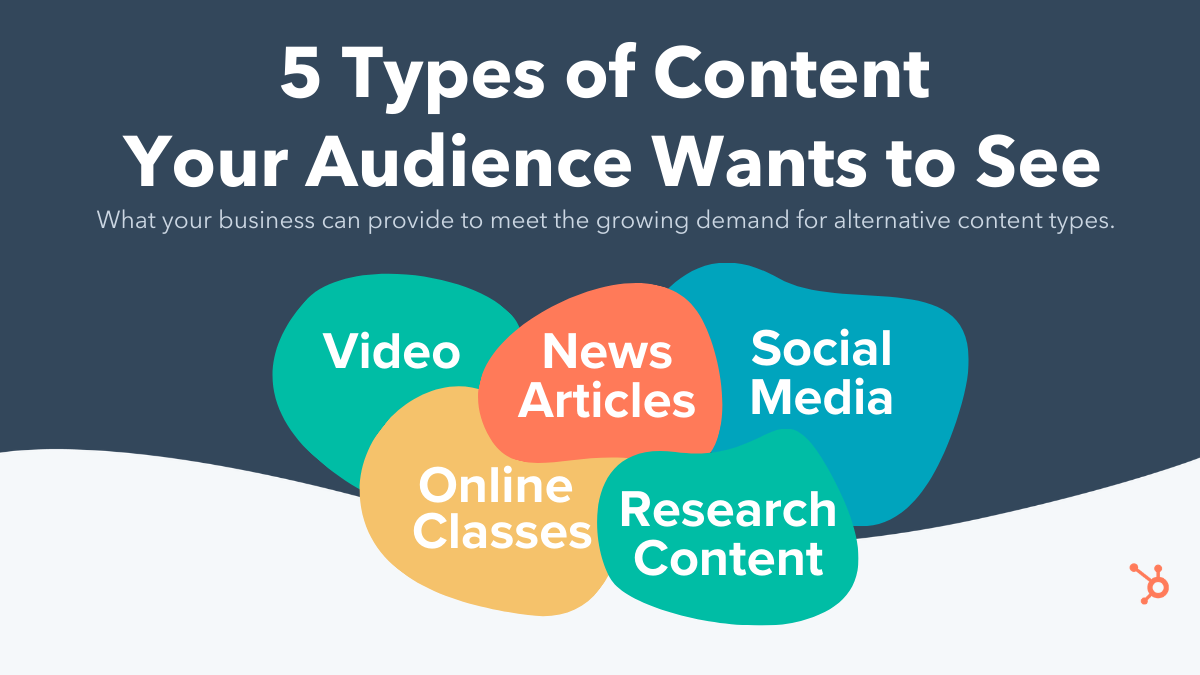 5 Types of Content
Your Audience Wants to See
What your business can provide to meet the growing demand for alternative content types.
Video
News
Articles
Social
Media
Online
Classes
Research
Content